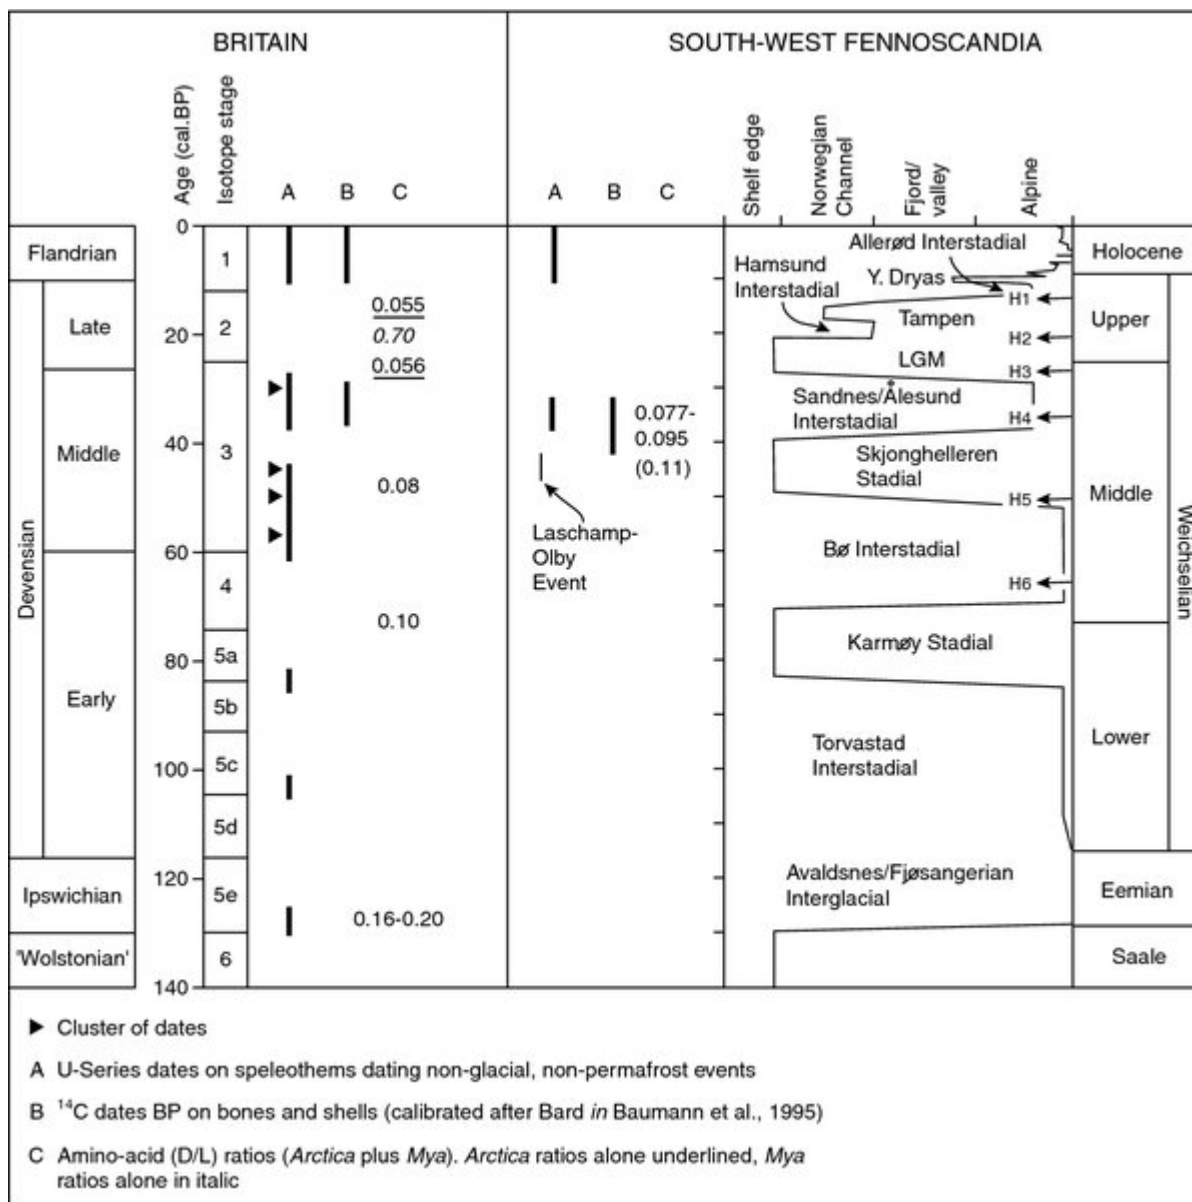 BRITAIN
SOUTH-WEST FENNOSCANDIA
Age (cal.BP)
Isotope stage
A
B
C
A
B
C
Shelf edge
Norwegian
Channel
Fjord/
valley
Alpine
Flandrian
Devensian
Late
Middle
Early
Ipswichian
'Wolstonian'
0
20
40
60
80
100
120
140
1
2
3
4
5a
5b
5c
5d
5e
6
0.055
0.70
0.056
0.08
0.10
0.16-0.20
0.077-
0.095
(0.11)
Laschamp-
Olby
Event
Allerød Interstadial
Hamsund
Interstadial
Y. Dryas
Tampen
LGM
Sandnes/Ålesund
Interstadial
Skjonghelleren
Stadial
Bø Interstadial
Karmøy Stadial
Torvastad
Interstadial
Avaldsnes/Fjøsangerian
Interglacial
H1
H2
H3
H4
H5
H6
Holocene
Upper
Middle
Lower
Weichselian
Eemian
Saale
Cluster of dates
A U-Series dates on speleothems dating non-glacial, non-permafrost events
B 14C dates BP on bones and shells (calibrated after Bard in Baumann et al., 1995)
C Amino-acid (D/L) ratios (Arctica plus Mya). Arctica ratios alone underlined, Mya
ratios alone in italic